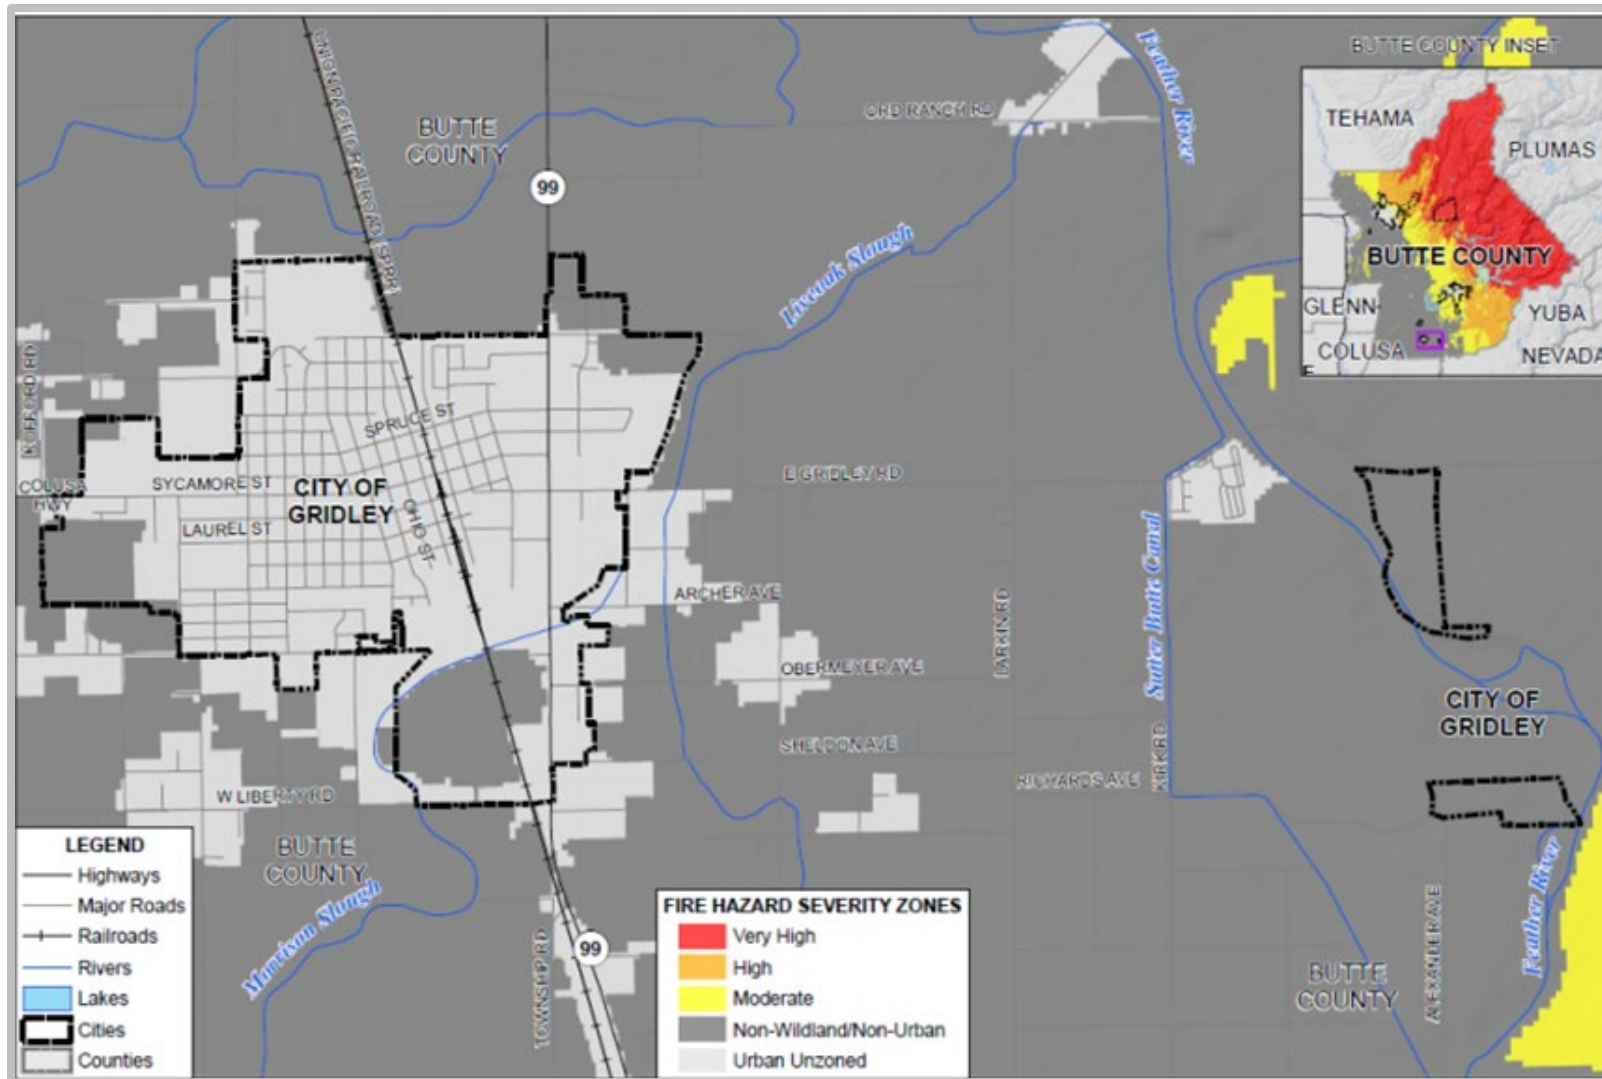 BUTTE COUNTY INSET
TEHAMA
PLUMAS
BUTTE COUNTY
GLENN
YUBA
COLUSA
NEVADA
UNION PACIFIC RAILROAD (SPRR)
BUTTE
COUNTY
99
ORD RANCH RD
Feather River
Liveoak Slough
KOFFORD RD
SPRUCE ST
COLUSA
HWY
SYCAMORE ST
CITY OF
GRIDLEY
E GRIDLEY RD
LAUREL ST
OHIO ST
ARCHER AVE
LARKIN RD
Sutter Butte Canal
OBERMEYER AVE
CITY OF
GRIDLEY
SHELDON AVE
KIRK RD
RICHARDS AVE
W LIBERTY RD
BUTTE
COUNTY
Morrison Slough
TOWNSHIP RD
99
BUTTE
COUNTY
ALEXANDER AVE
Feather River
LEGEND
Highways
Major Roads
Railroads
Rivers
Lakes
Cities
Counties
FIRE HAZARD SEVERITY ZONES
Very High
High
Moderate
Non-Wildland/Non-Urban
Urban Unzoned